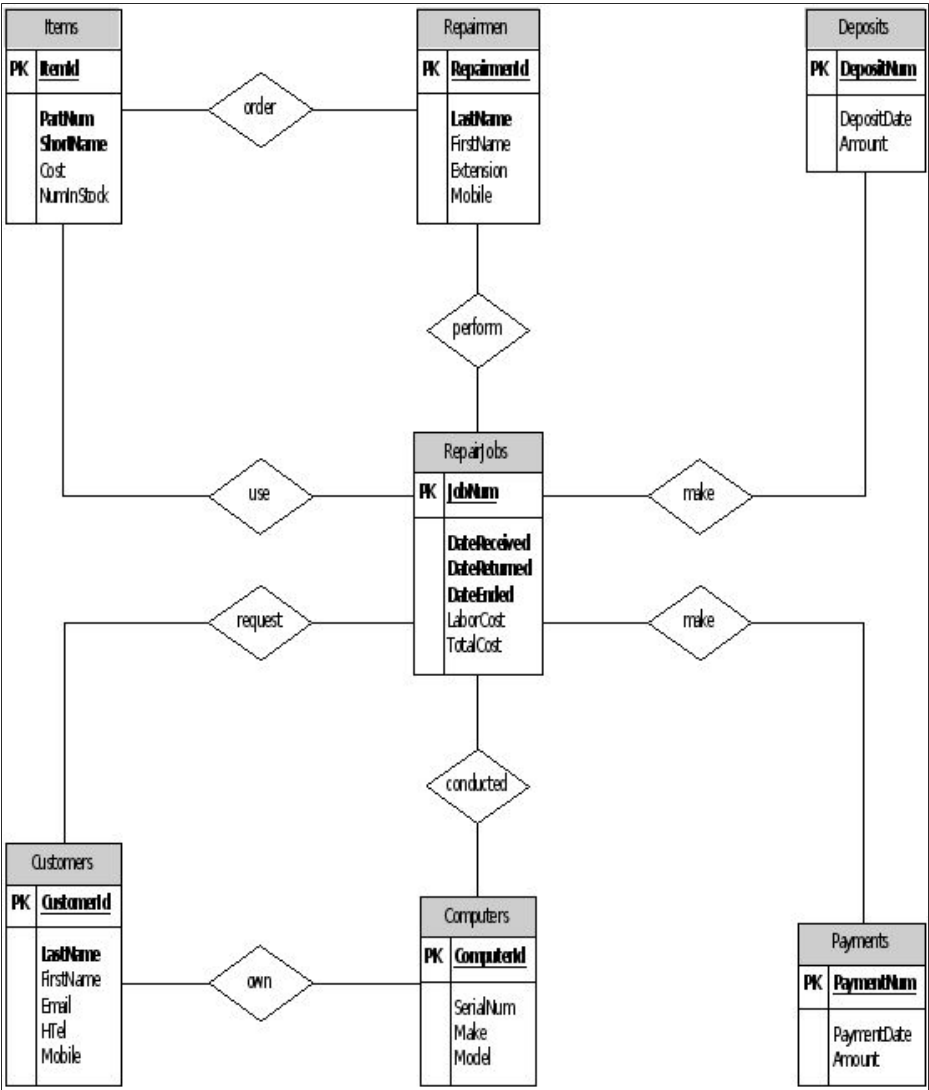 Items
PK ItemId
PartNum
ShortName
Cost
NumInStock
order
Repairmen
PK RepairmenId
LastName
FirstName
Extension
Mobile
Deposits
PK DepositNum
DepositDate
Amount
perform
use
RepairJobs
PK JobNum
DateReceived
DateReturned
DateEnded
LaborCost
TotalCost
make
request
make
conducted
Customers
PK CustomerId
LastName
FirstName
Email
HTel
Mobile
own
Computers
PK ComputerId
SerialNum
Make
Model
Payments
PK PaymentNum
PaymentDate
Amount